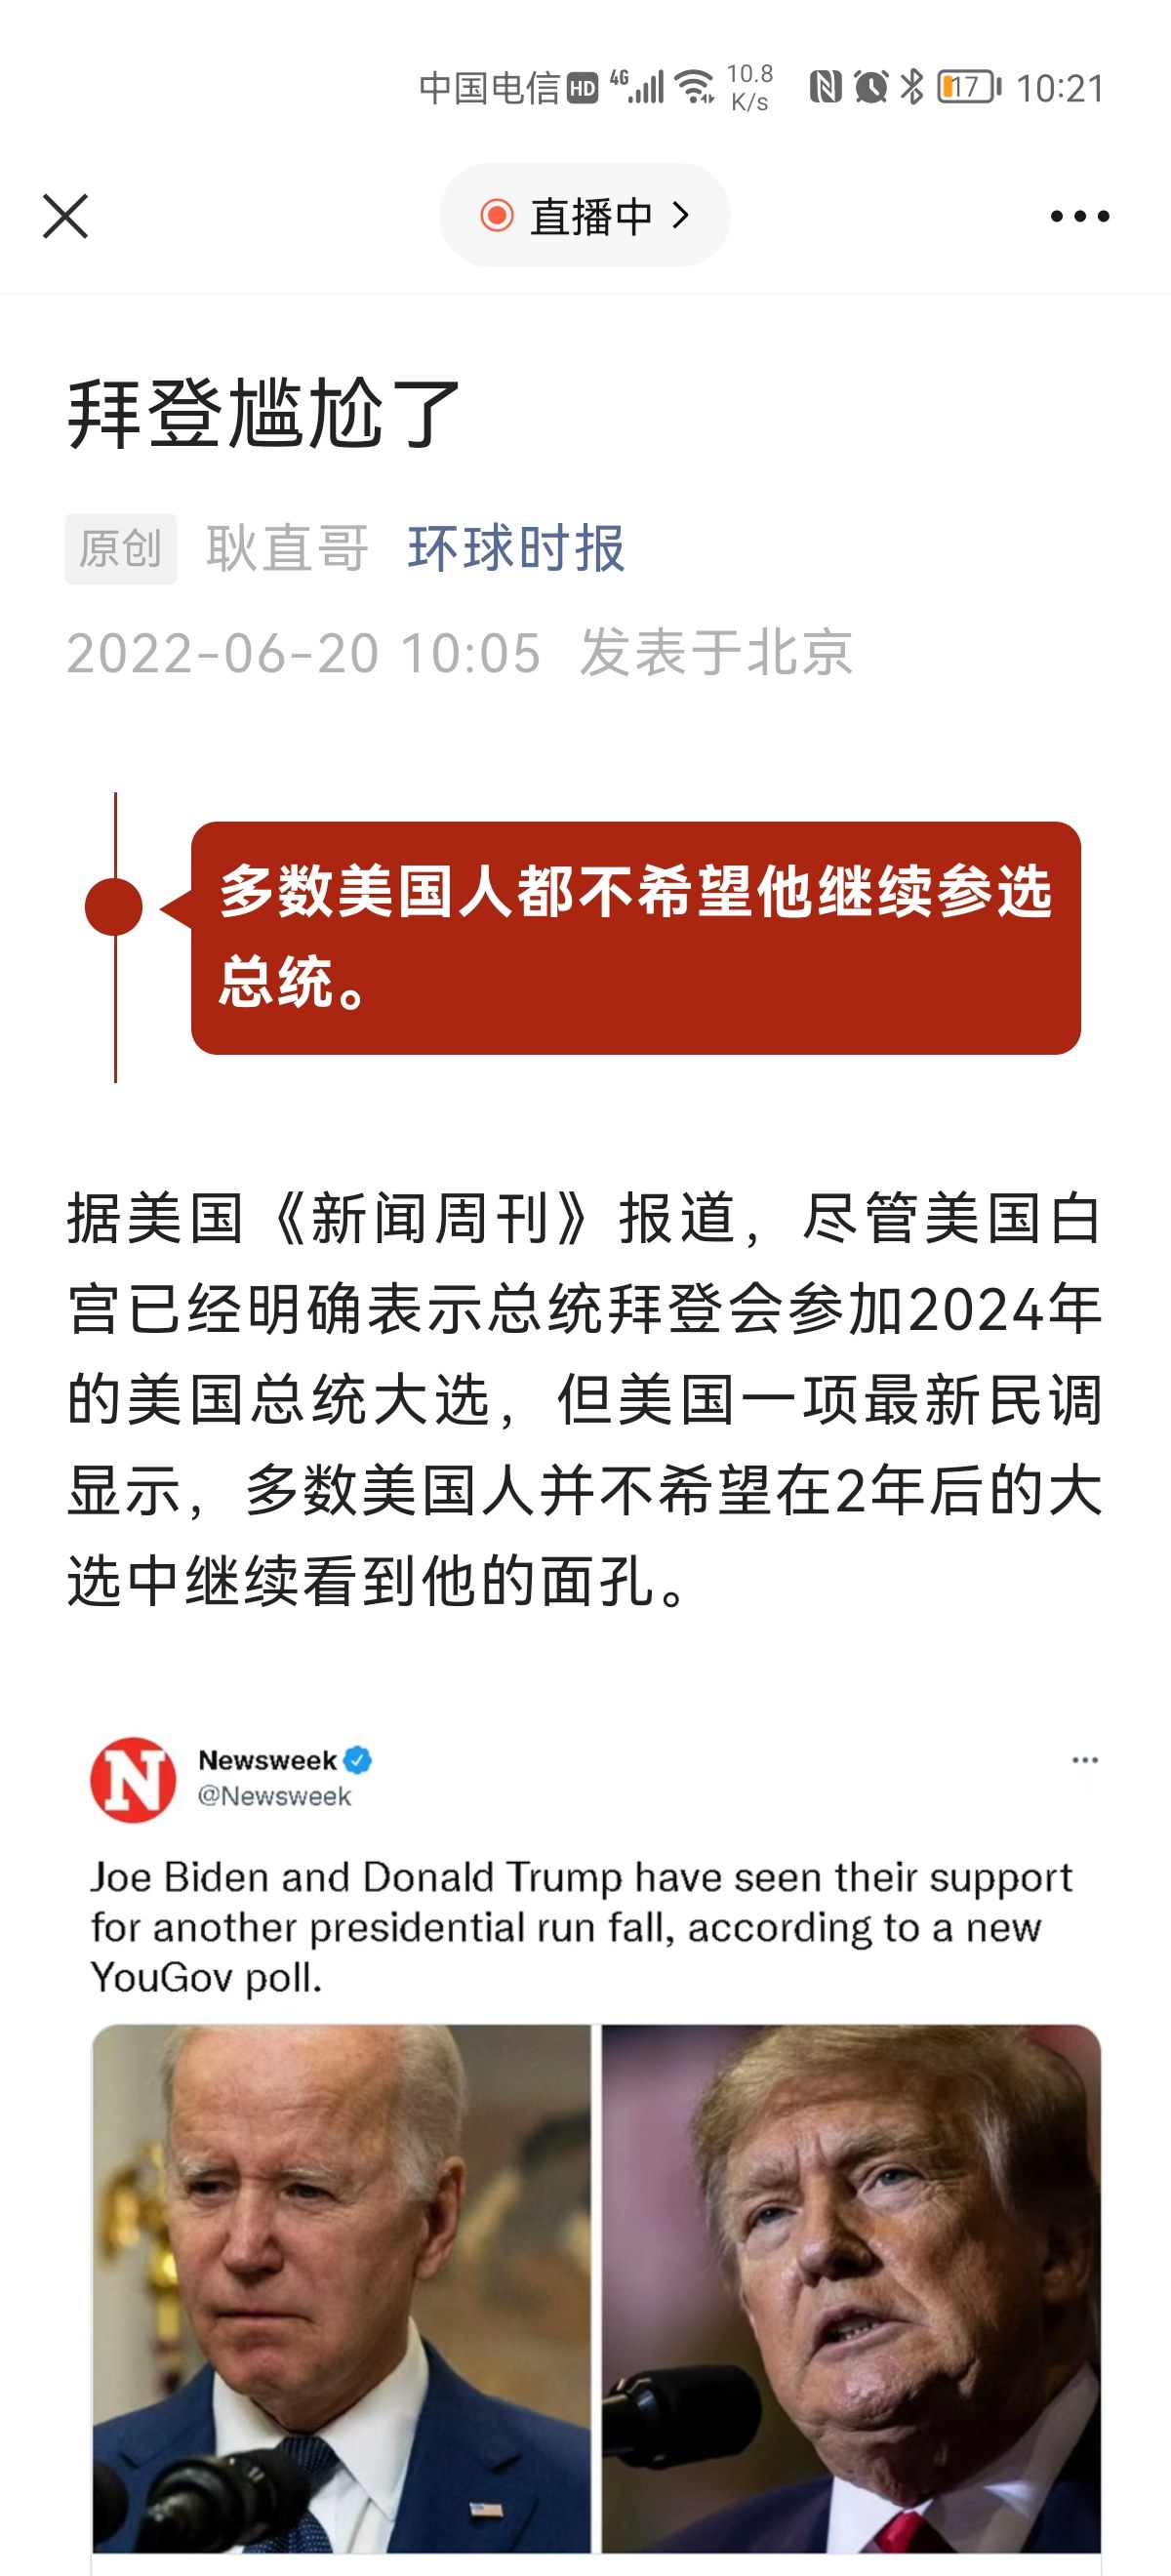 中国电信 HD 4G 10.8 K/s 17 10:21
直播中
拜登尴尬了
原创 耿直哥 环球时报
2022-06-20 10:05 发表于北京
多数美国人都不希望他继续参选
总统。
据美国《新闻周刊》报道，尽管美国白
宫已经明确表示总统拜登会参加2024年
的美国总统大选，但美国一项最新民调
显示，多数美国人并不希望在2年后的大
选中继续看到他的面孔。
N Newsweek
@Newsweek
Joe Biden and Donald Trump have seen their support
for another presidential run fall, according to a new
YouGov poll.